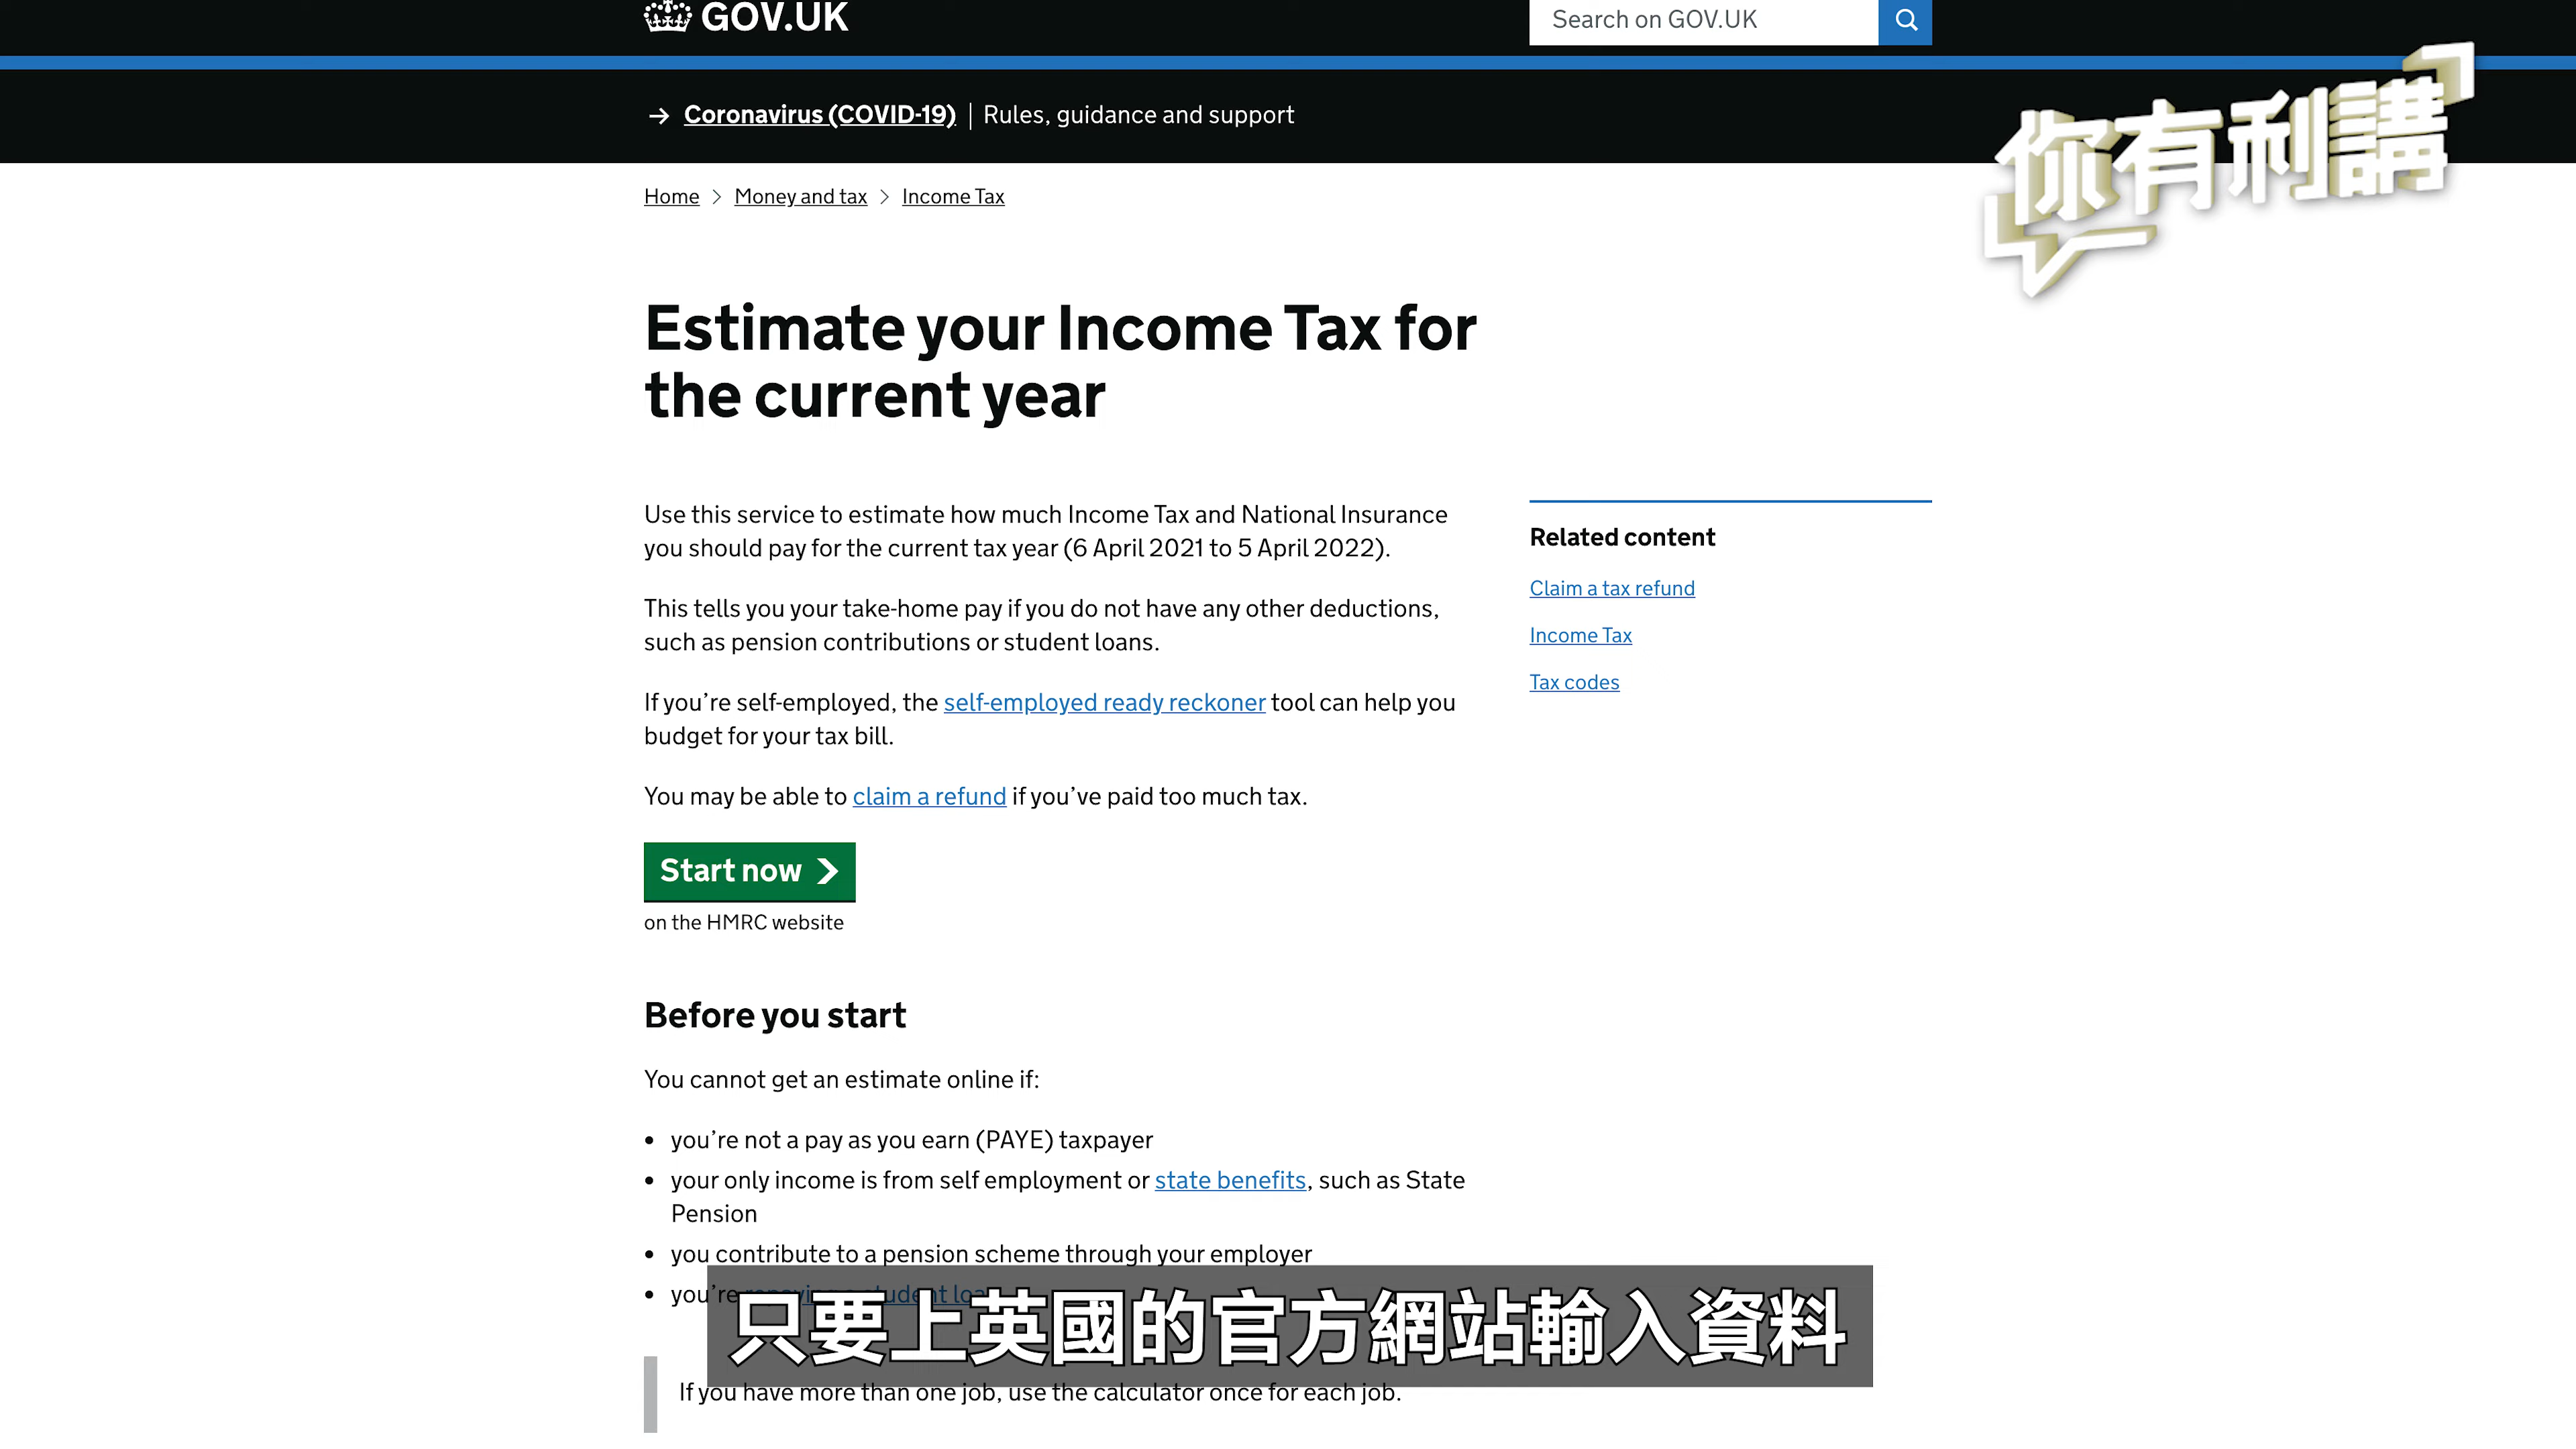 GOV.UK
Search on GOV.UK
你有利講
→ Coronavirus (COVID-19) | Rules, guidance and support
Home > Money and tax > Income Tax
Estimate your Income Tax for
the current year
Use this service to estimate how much Income Tax and National Insurance
you should pay for the current tax year (6 April 2021 to 5 April 2022).
This tells you your take-home pay if you do not have any other deductions,
such as pension contributions or student loans.
If you’re self-employed, the self-employed ready reckoner tool can help you
budget for your tax bill.
You may be able to claim a refund if you’ve paid too much tax.
Start now
on the HMRC website
Related content
Claim a tax refund
Income Tax
Tax codes
Before you start
You cannot get an estimate online if:
• you’re not a pay as you earn (PAYE) taxpayer
• your only income is from self employment or state benefits, such as State
Pension
• you contribute to a pension scheme through your employer
• you’re
只要上英國的官方網站輸入資料
If you have more than one job, use the calculator once for each job.